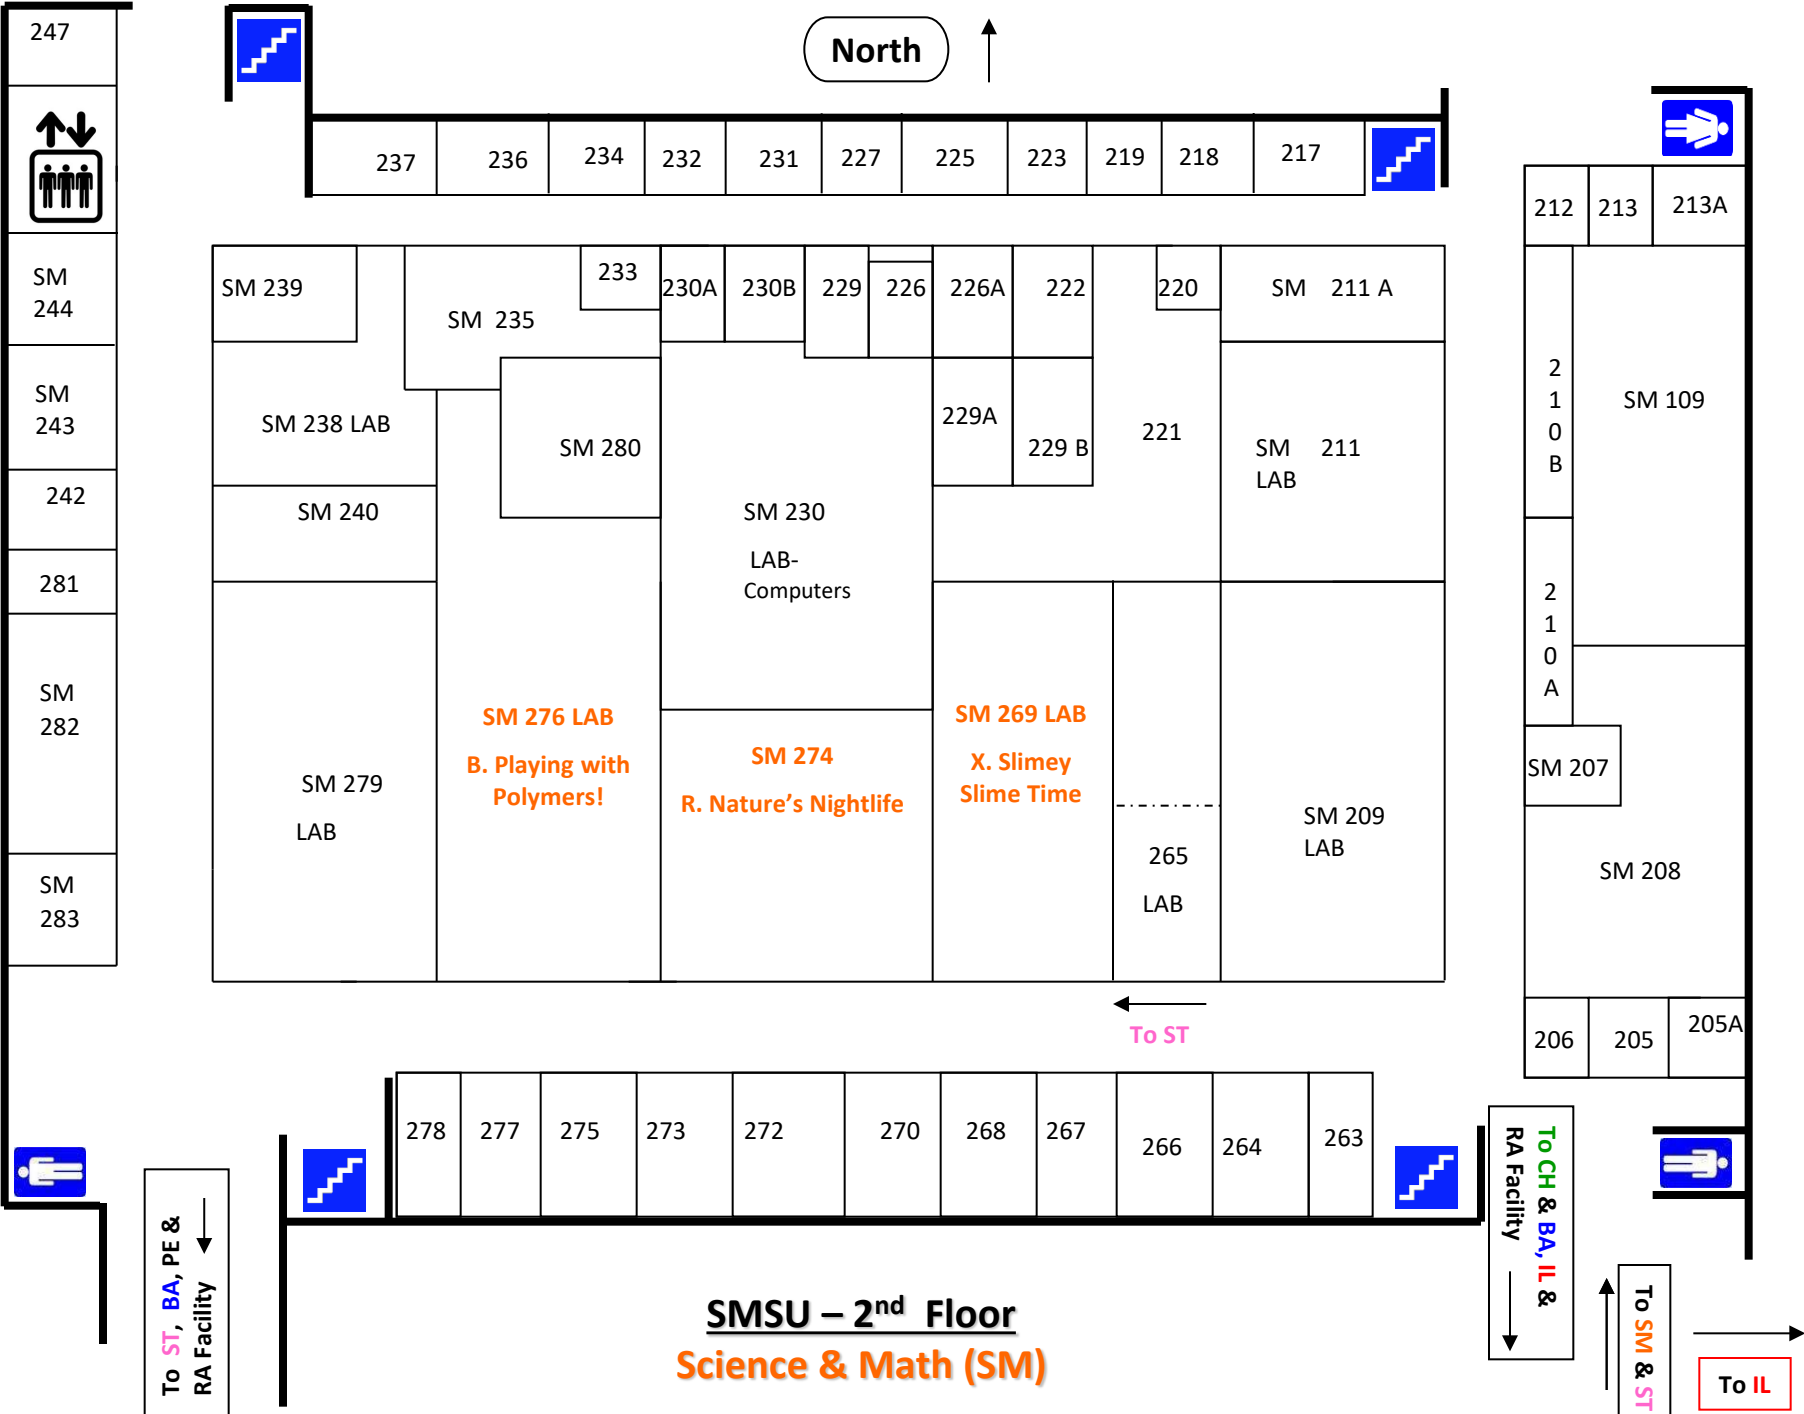 247
North
237
236
234
232
231
227
225
223
219
218
217
212
213
213A
SM
244
SM 239
SM 235
233
230A
230B
229
226
226A
222
220
SM 211 A
SM
243
SM 238 LAB
SM 280
229A
229 B
221
SM 211
LAB
2
1
0
B
SM 109
242
SM 240
SM 230
LAB-
Computers
281
2
1
0
A
SM
282
SM 279
LAB
SM 276 LAB
B. Playing with
Polymers!
SM 274
R. Nature's Nightlife
SM 269 LAB
X. Slimey
Slime Time
265
LAB
SM 209
LAB
SM 207
SM 208
SM
283
To ST
206
205
205A
278
277
275
273
272
270
268
267
266
264
263
To ST, BA, PE &
RA Facility
To CH & BA, IL &
RA Facility
To SM & ST
To IL
SMSU – 2nd Floor
Science & Math (SM)